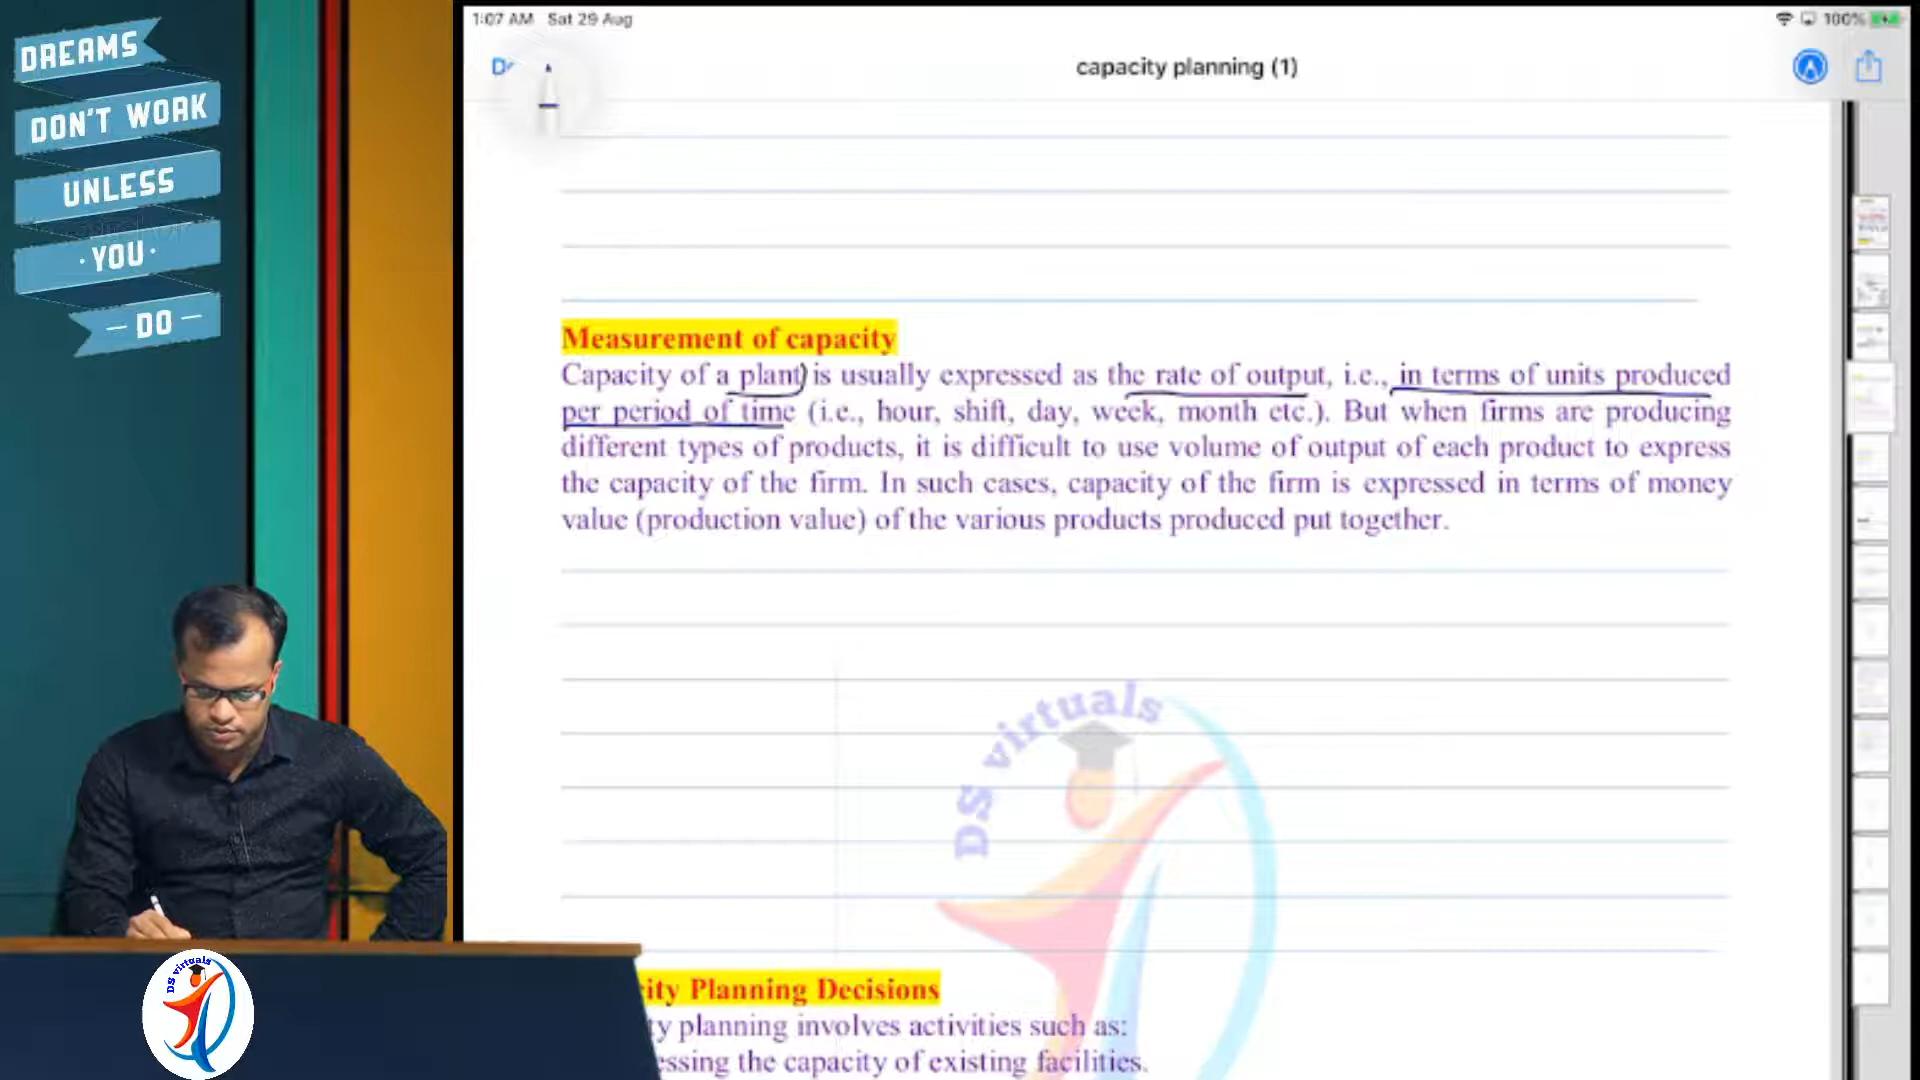 DREAMS
DON'T WORK
UNLESS
· YOU ·
— DO —
1:07 AM Sat 29 Aug
100%
capacity planning (1)
Measurement of capacity
Capacity of a plant) is usually expressed as the rate of output, i.e., in terms of units produced
per period of time (i.e., hour, shift, day, week, month etc.). But when firms are producing
different types of products, it is difficult to use volume of output of each product to express
the capacity of the firm. In such cases, capacity of the firm is expressed in terms of money
value (production value) of the various products produced put together.
DS virtuals
ity Planning Decisions
ty planning involves activities such as:
essing the capacity of existing facilities.
DS virtuals